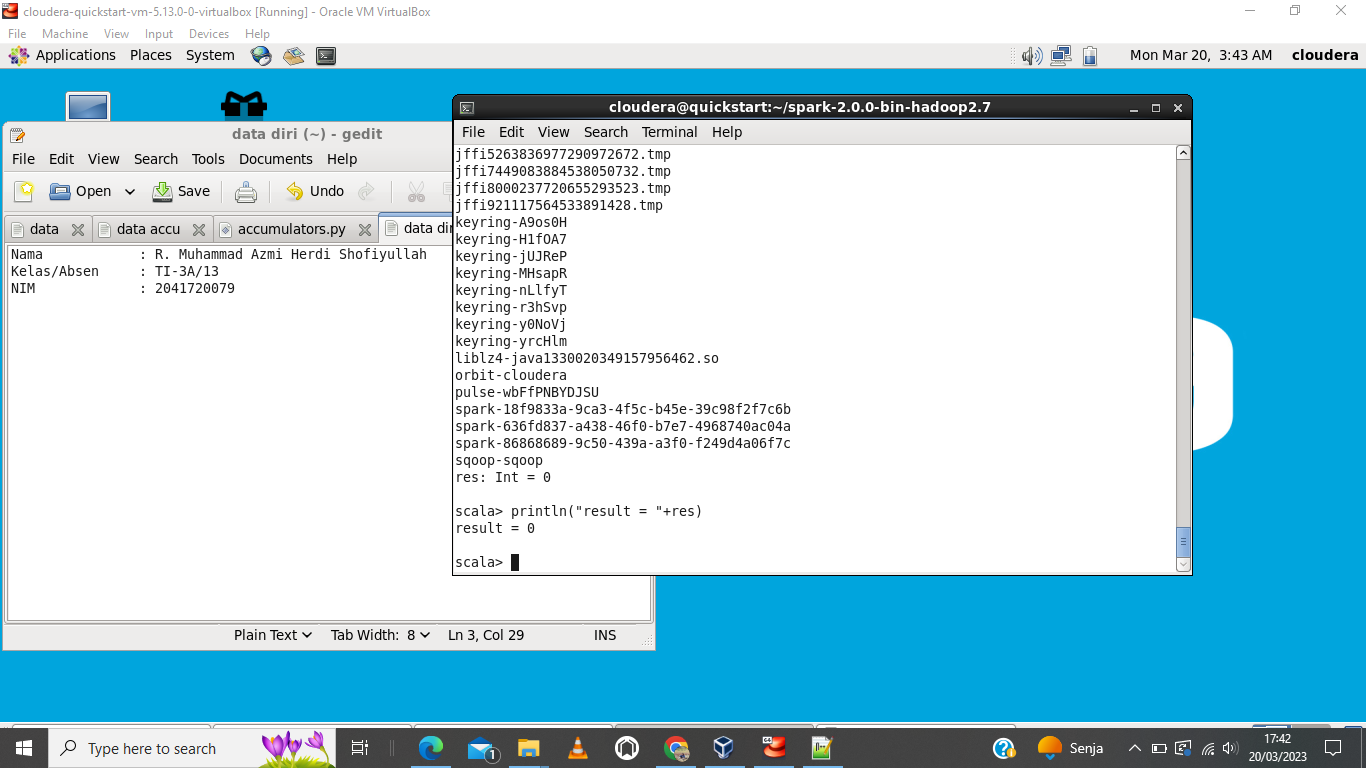 cloudera-quickstart-vm-5.13.0-0-virtualbox [Running] - Oracle VM VirtualBox
File Machine View Input Devices Help
Applications Places System Mon Mar 20, 3:43 AM cloudera
data diri (~) - gedit
File Edit View Search Tools Documents Help
Open Save Undo
data data accu accumulators.py data diri
Nama : R. Muhammad Azmi Herdi Shofiyullah
Kelas/Absen : TI-3A/13
NIM : 2041720079
Plain Text Tab Width: 8 Ln 3, Col 29 INS
cloudera@quickstart:~/spark-2.0.0-bin-hadoop2.7
File Edit View Search Terminal Help
jffi5263836977290972672.tmp
jffi7449083884538050732.tmp
jffi8000237720655293523.tmp
jffi921117564533891428.tmp
keyring-A9os0H
keyring-H1fOA7
keyring-jUJReP
keyring-MHsapR
keyring-nLlfyT
keyring-r3hSvp
keyring-y0NoVj
keyring-yrcHlm
liblz4-java1330020349157956462.so
orbit-cloudera
pulse-wbFfPNBYDJSU
spark-18f9833a-9ca3-4f5c-b45e-39c98f2f7c6b
spark-636fd837-a438-46f0-b7e7-4968740ac04a
spark-86868689-9c50-439a-a3f0-f249d4a06f7c
sqoop-sqoop
res: Int = 0
scala> println("result = "+res)
result = 0
scala>
Type here to search 1 Senja 17:42
20/03/2023